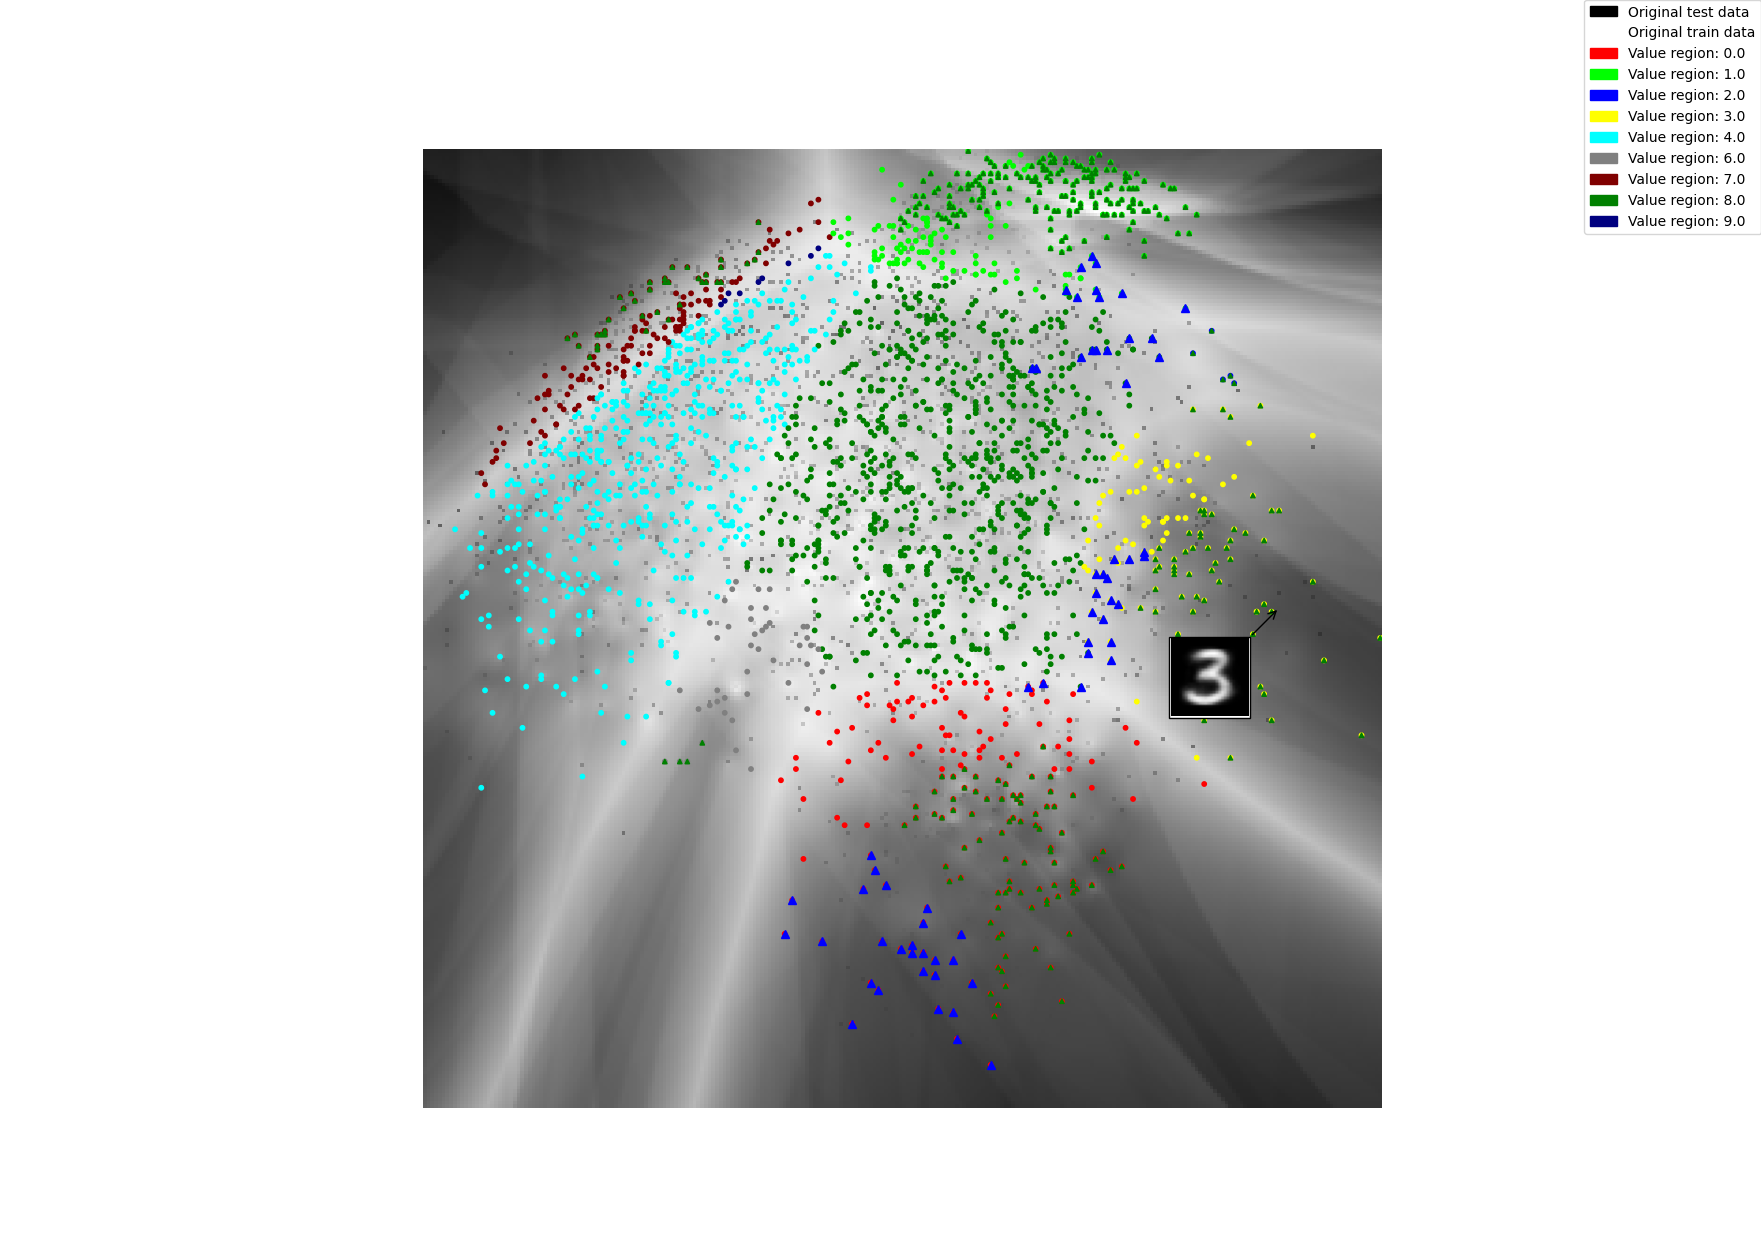 Original test data
Original train data
Value region: 0.0
Value region: 1.0
Value region: 2.0
Value region: 3.0
Value region: 4.0
Value region: 6.0
Value region: 7.0
Value region: 8.0
Value region: 9.0
3